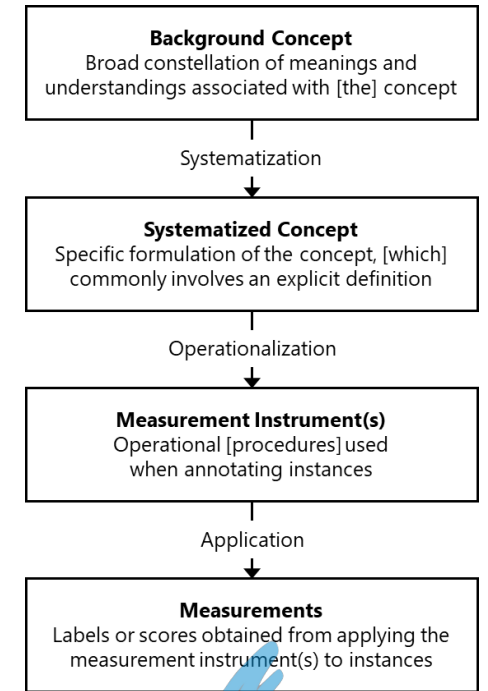 Background Concept
Broad constellation of meanings and
understandings associated with [the] concept
Systematization
Systematized Concept
Specific formulation of the concept, [which]
commonly involves an explicit definition
Operationalization
Measurement Instrument(s)
Operational [procedures] used
when annotating instances
Application
Measurements
Labels or scores obtained from applying the
measurement instrument(s) to instances